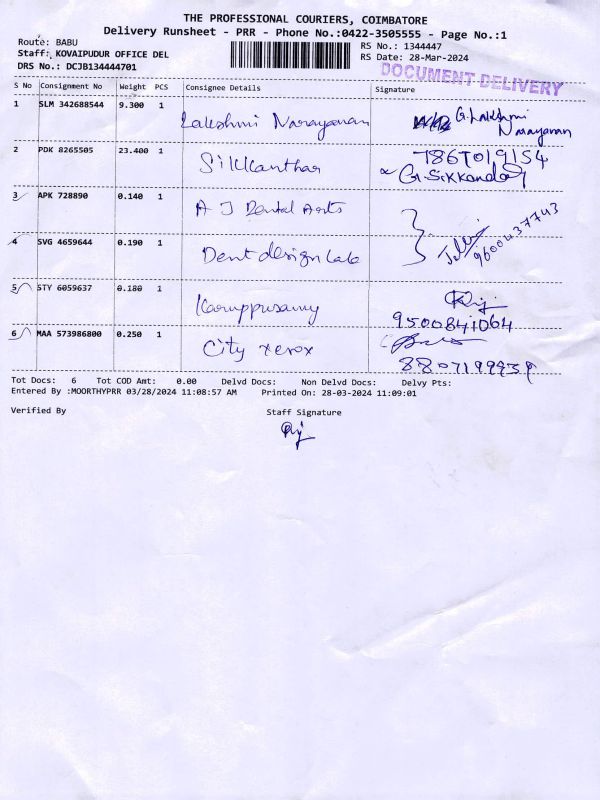 THE PROFESSIONAL COURIERS, COIMBATORE
Delivery Runsheet - PRR - Phone No.:0422-3505555 - Page No.:1
Route: BABU
RS No.: 1344447
Staff: KOVAIPUDUR OFFICE DEL
RS Date: 28-Mar-2024
DRS No.: DCJB134444701
DOCUMENT DELIVERY
S No Consignment No Weight PCS Consignee Details Signature
1 SLM 342688544 9.300 1 Lakshmi Narayanan G. Lakshmi Narayanan
2 PDK 8265505 23.400 1 Sikkanthar G. Sikkandar
3 APK 728890 0.140 1 A J Dental Arts
4 SVG 4659644 0.190 1 Dent design Lab 9600437743
5 STY 6059637 0.180 1 Karuppusamy
9500841064
6 MAA 573986800 0.250 1 City xerox
Tot Docs: 6 Tot COD Amt: 0.00 Delvd Docs: Non Delvd Docs: Delvy Pts:
Entered By :MOORTHYPRR 03/28/2024 11:08:57 AM Printed On: 28-03-2024 11:09:01
Verified By Staff Signature